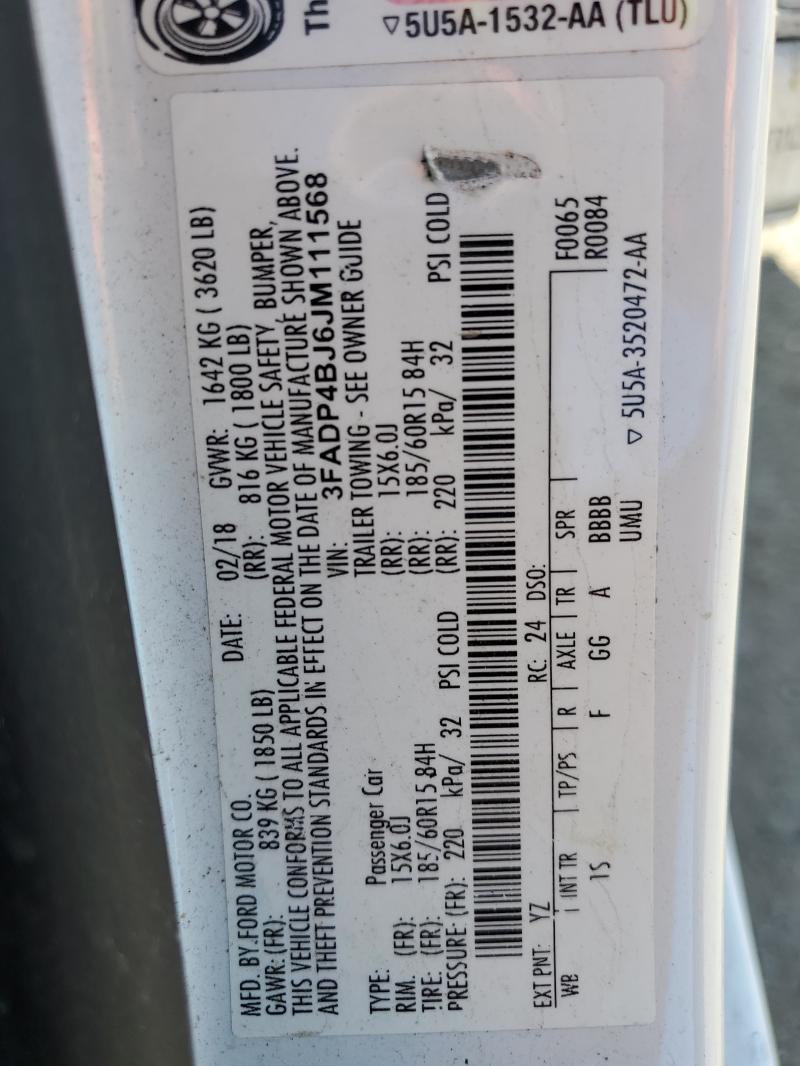 Th
▽5U5A-1532-AA (TLU)
MFD. BY.FORD MOTOR CO. DATE: 02/18 GVWR: 1642 KG ( 3620 LB)
GAWR: (FR): 839 KG ( 1850 LB) (RR): 816 KG ( 1800 LB)
THIS VEHICLE CONFORMS TO ALL APPLICABLE FEDERAL MOTOR VEHICLE SAFETY, BUMPER,
AND THEFT PREVENTION STANDARDS IN EFFECT ON THE DATE OF MANUFACTURE SHOWN ABOVE.
VIN: 3FADP4BJ6JM111568
TYPE: Passenger Car TRAILER TOWING - SEE OWNER GUIDE
RIM. (FR): 15X6.0J (RR): 15X6.0J
TIRE: (FR): 185/60R15 84H (RR): 185/60R15 84H
PRESSURE (FR): 220 kPa/ 32 PSI COLD (RR): 220 kPa/ 32 PSI COLD
EXT PNT: YZ RC: 24 DSO: F0065
WB INT TR TP/PS R AXLE TR SPR R0084
1S F GG A BBBB
UMU ▽ 5U5A-3520472-AA